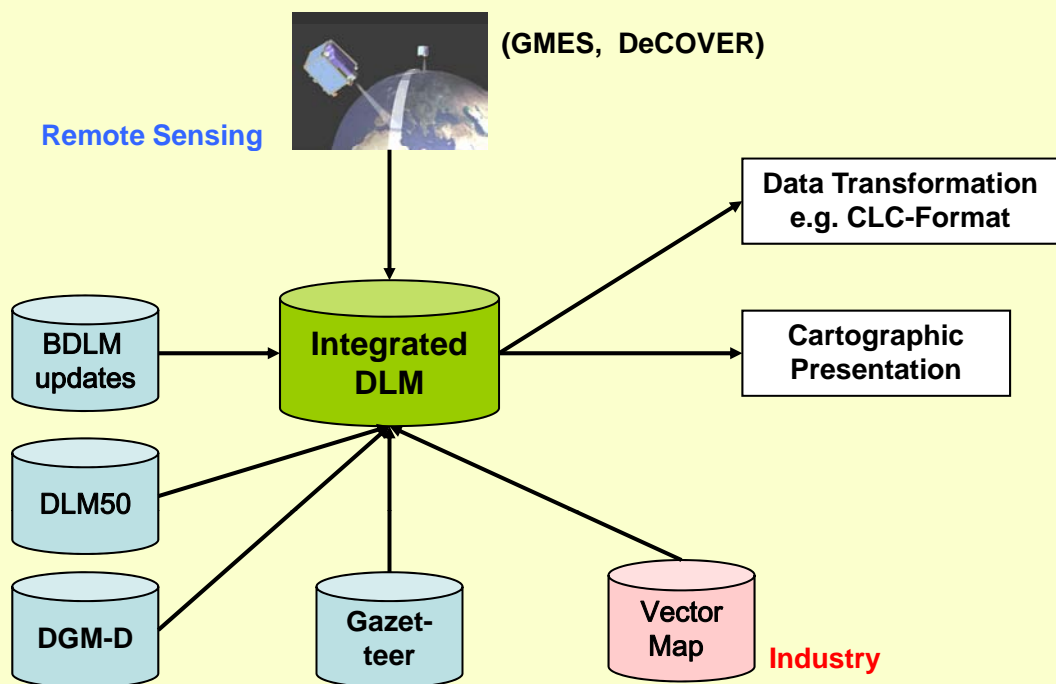 (GMES, DeCOVER)
Remote Sensing
Data Transformation
e.g. CLC-Format
BDLM
updates
Integrated
DLM
Cartographic
Presentation
DLM50
DGM-D
Gazet-
teer
Vector
Map
Industry